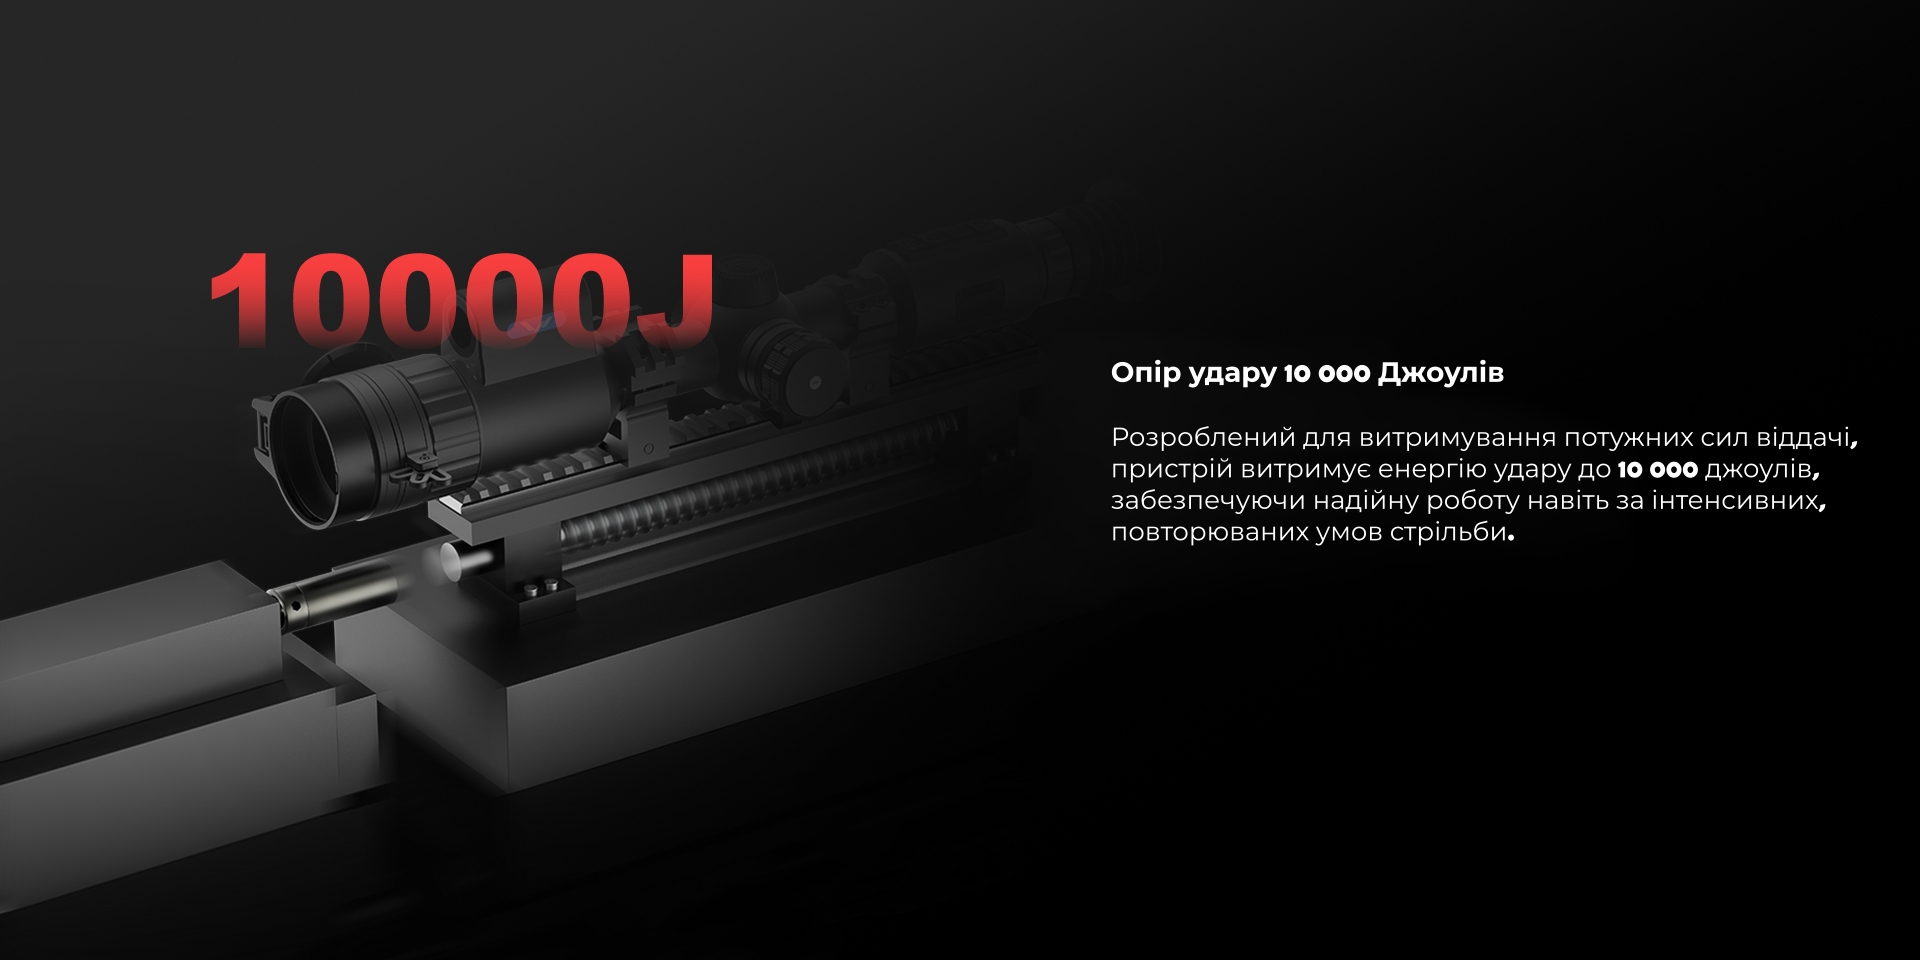 10000J
Опір удару 10 000 Джоулів
Розроблений для витримування потужних сил віддачі,
пристрій витримує енергію удару до 10 000 джоулів,
забезпечуючи надійну роботу навіть за інтенсивних,
повторюваних умов стрільби.